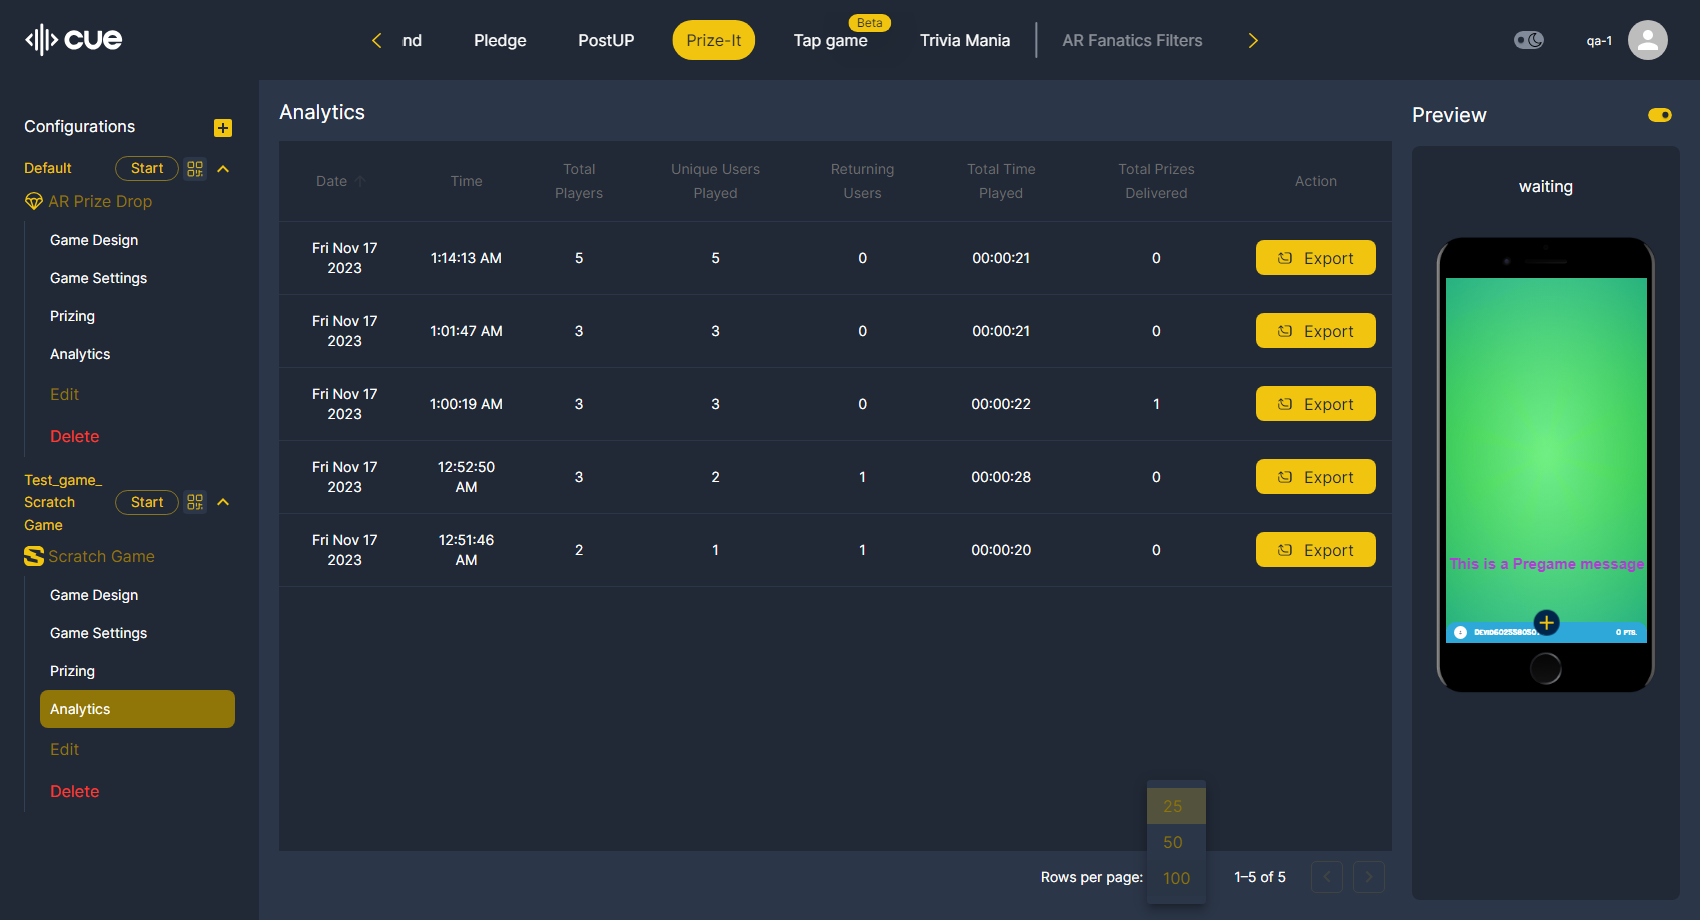 cue
nd
Pledge
PostUP
Prize-It
Beta
Tap game
Trivia Mania
AR Fanatics Filters
qa-1
Configurations
Default
Start
AR Prize Drop
Game Design
Game Settings
Prizing
Analytics
Edit
Delete
Test_game_
Scratch
Game
Start
Scratch Game
Game Design
Game Settings
Prizing
Analytics
Edit
Delete
Analytics
Date
Time
Total
Players
Unique Users
Played
Returning
Users
Total Time
Played
Total Prizes
Delivered
Action
Fri Nov 17
2023
1:14:13 AM
5
5
0
00:00:21
0
Export
Fri Nov 17
2023
1:01:47 AM
3
3
0
00:00:21
0
Export
Fri Nov 17
2023
1:00:19 AM
3
3
0
00:00:22
1
Export
Fri Nov 17
2023
12:52:50
AM
3
2
1
00:00:28
0
Export
Fri Nov 17
2023
12:51:46
AM
2
1
1
00:00:20
0
Export
25
50
100
Rows per page:
1–5 of 5
Preview
waiting
This is a Pregame message
0 PTS.